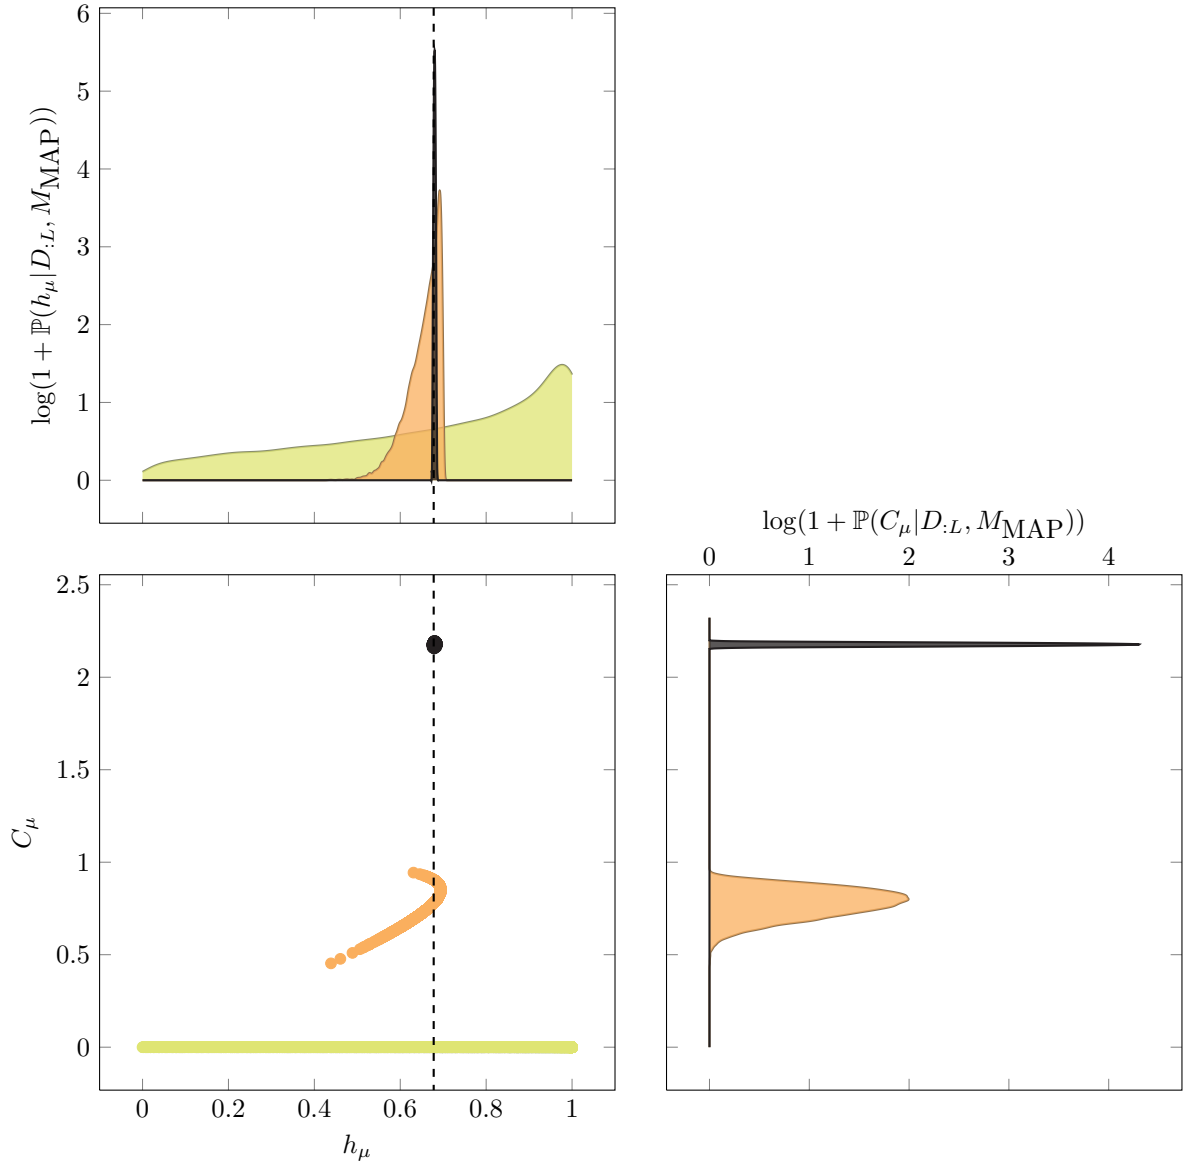 6
5
4
3
2
1
0
log(1 + ℙ(h_μ|D_{:L}, M_MAP))
log(1 + ℙ(C_μ|D_{:L}, M_MAP))
0 1 2 3 4
2.5
2
1.5
1
0.5
0
C_μ
0 0.2 0.4 0.6 0.8 1
h_μ